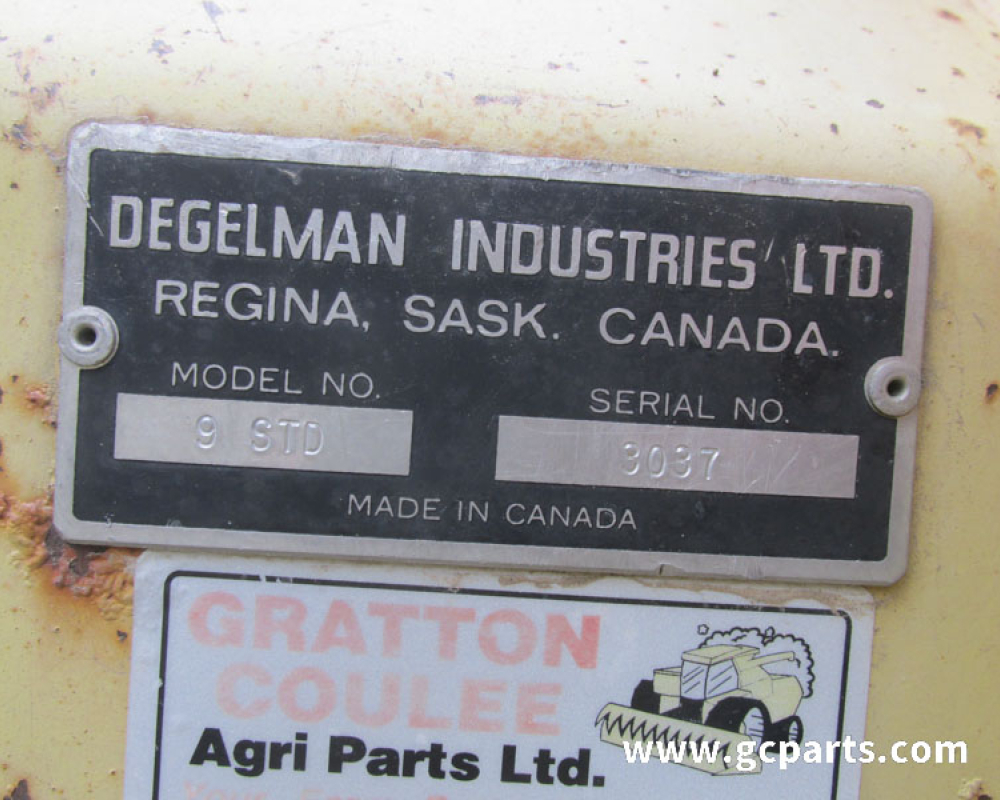 DEGELMAN INDUSTRIES LTD.
REGINA, SASK. CANADA.
MODEL NO.
SERIAL NO.
9 STD
3037
MADE IN CANADA
GRATTON
COULEE
Agri Parts Ltd.
www.gcparts.com